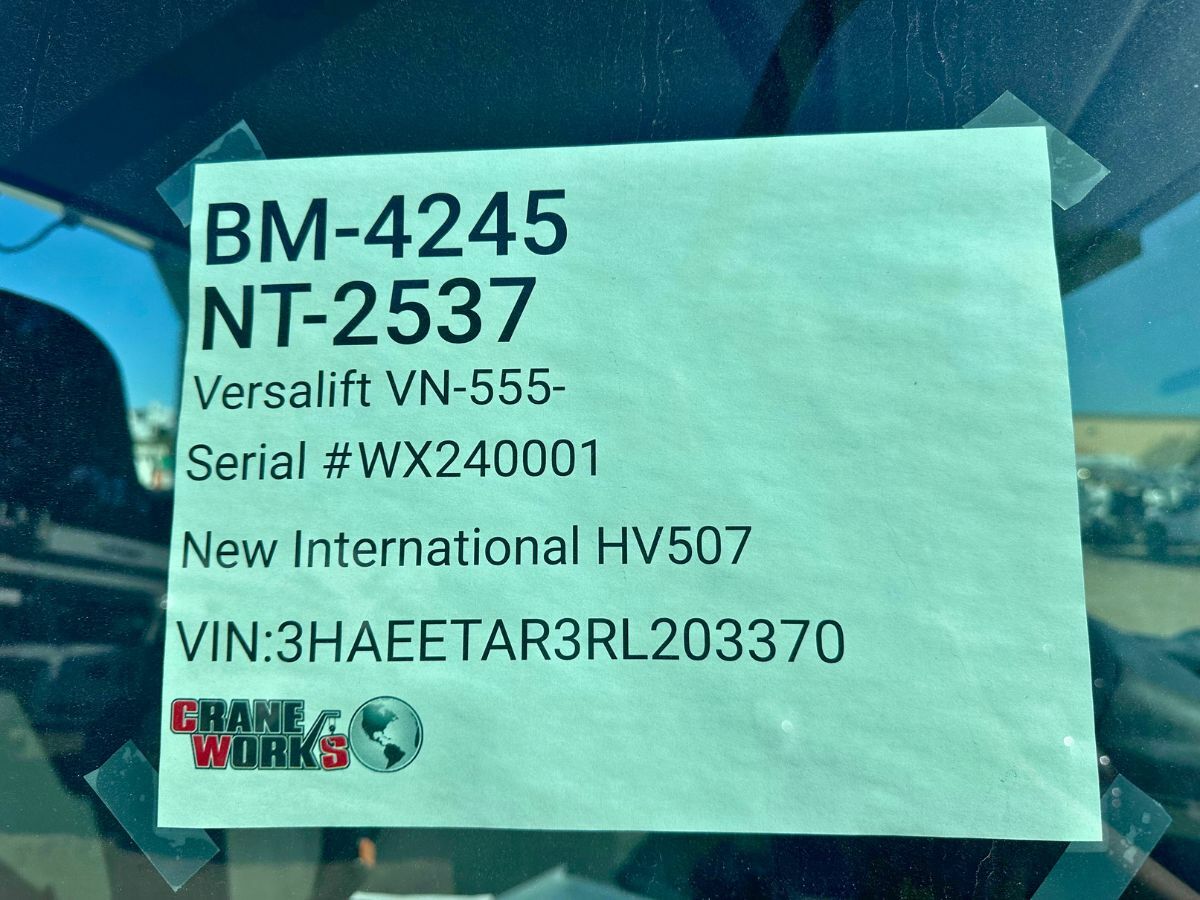 BM-4245
NT-2537
Versalift VN-555-
Serial #WX240001
New International HV507
VIN:3HAEETAR3RL203370
CRANE
WORKS